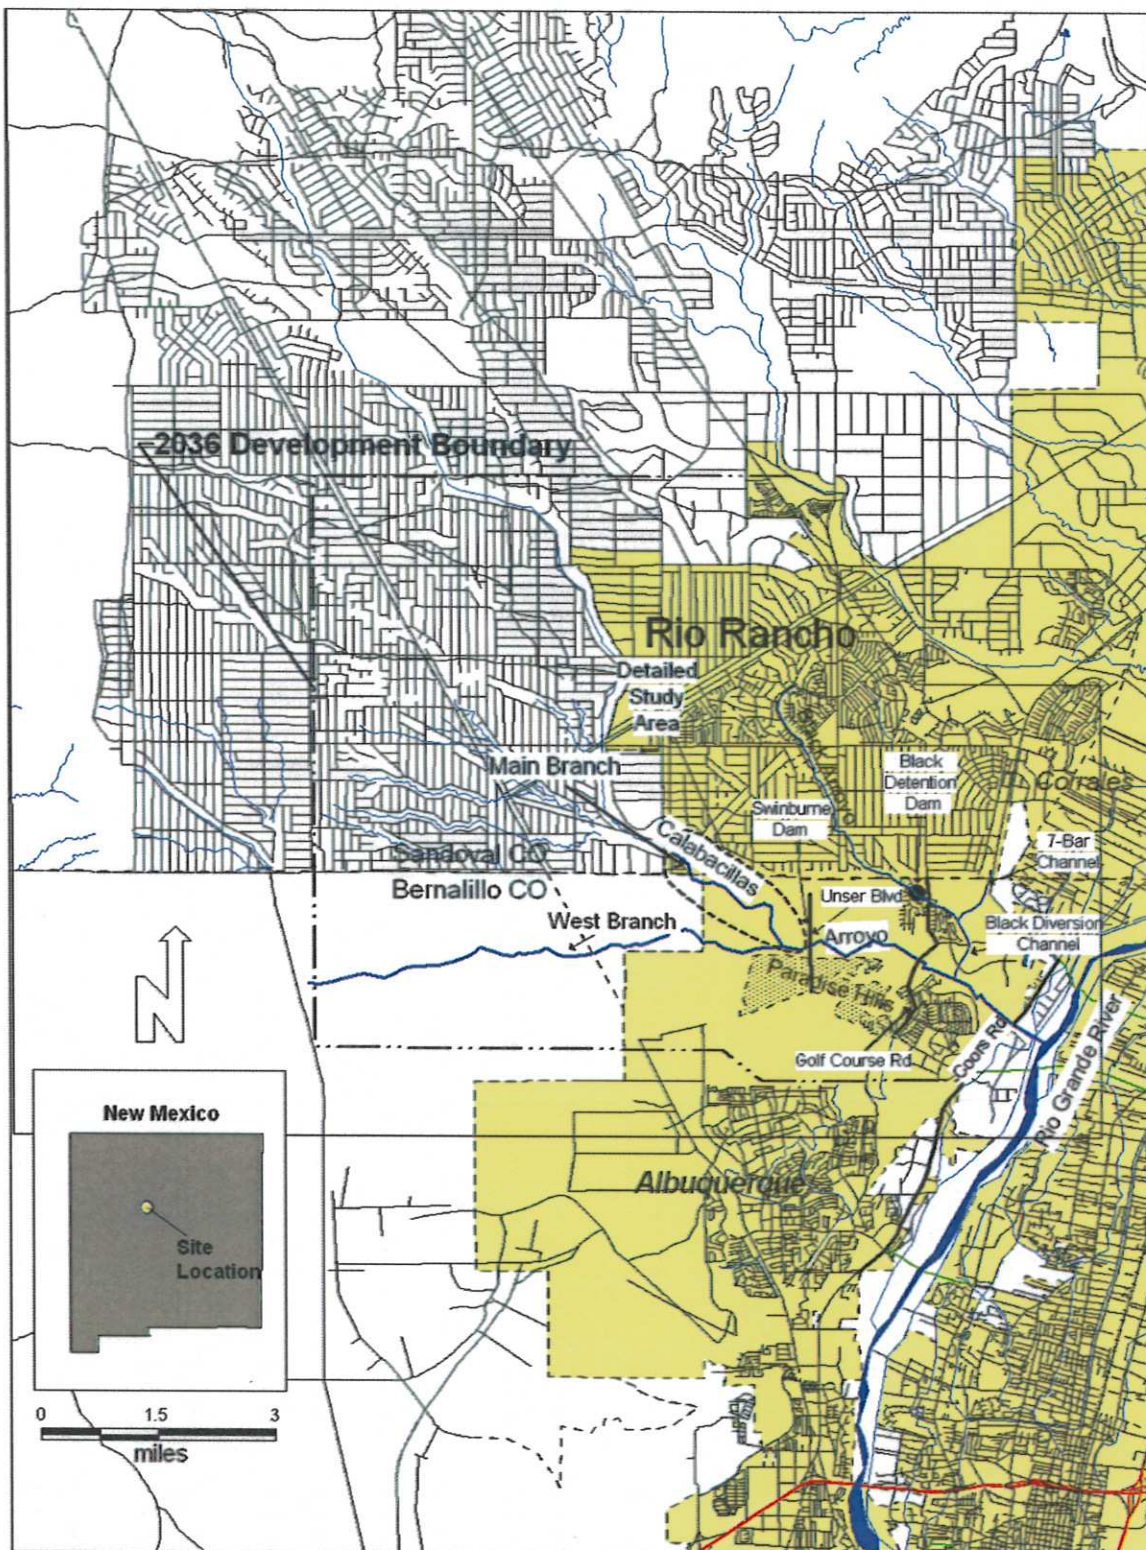 2036 Development Boundary
Rio Rancho
Detailed
Study
Area
Main Branch
Black
Detention
Dam
Corrales
Swinburne
Dam
7-Bar
Channel
Calabacillas
Sandoval CO
Bernalillo CO
Unser Blvd
West Branch
Arroyo
Black Diversion
Channel
Paradise Hills
Golf Course Rd
Coors Rd
Rio Grande River
New Mexico
Albuquerque
Site
Location
0 1.5 3
miles
N